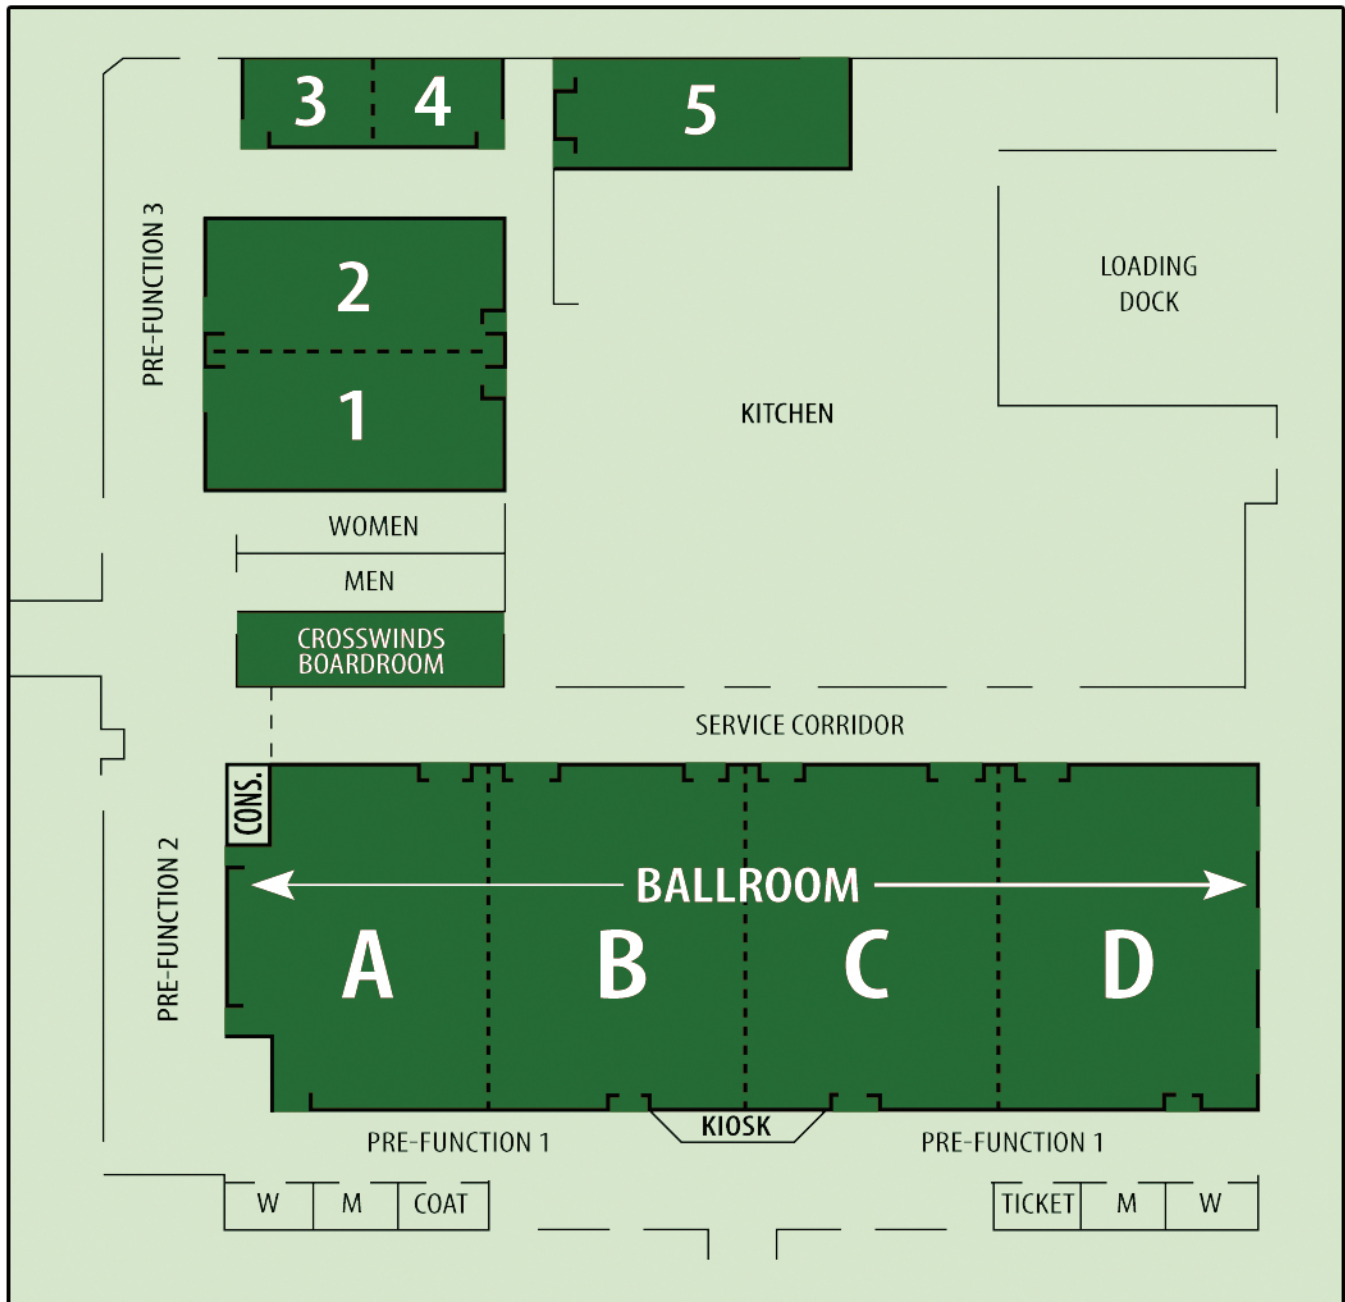 3
4
5
PRE-FUNCTION 3
2
1
LOADING
DOCK
KITCHEN
WOMEN
MEN
CROSSWINDS
BOARDROOM
SERVICE CORRIDOR
CONS.
PRE-FUNCTION 2
BALLROOM
A
B
C
D
KIOSK
PRE-FUNCTION 1
PRE-FUNCTION 1
W
M
COAT
TICKET
M
W